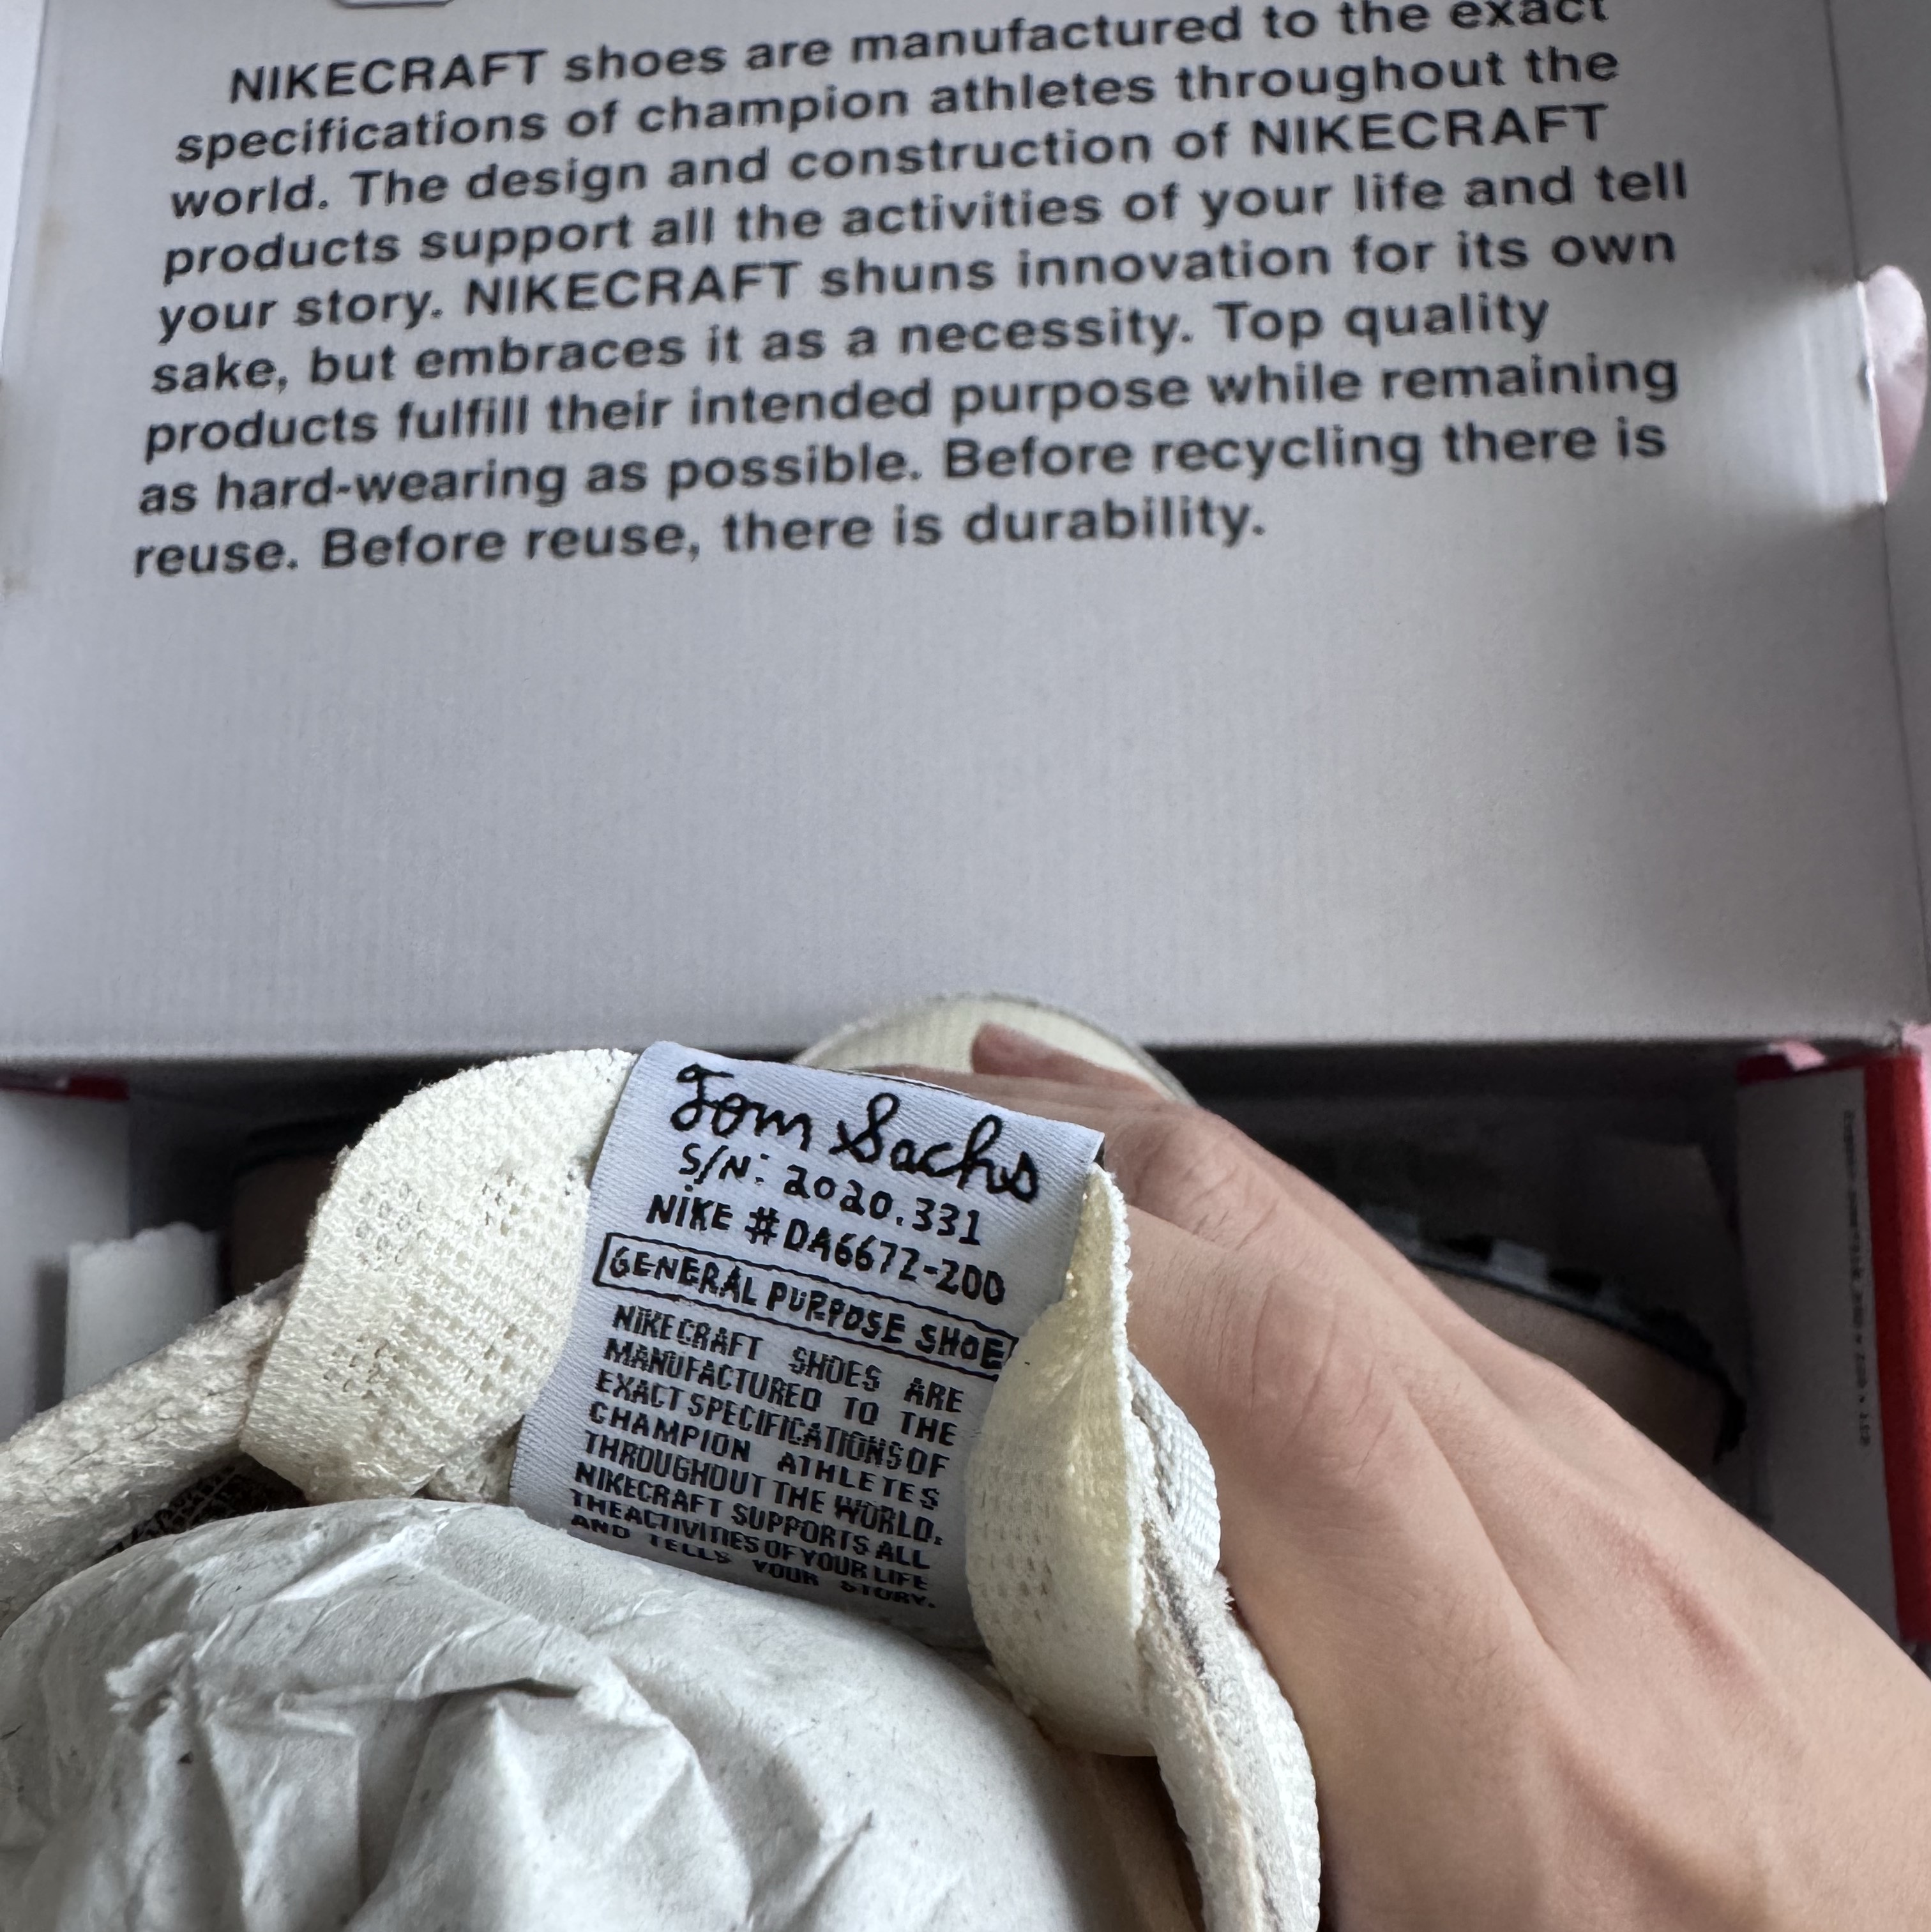 NIKECRAFT shoes are manufactured to the exact
specifications of champion athletes throughout the
world. The design and construction of NIKECRAFT
products support all the activities of your life and tell
your story. NIKECRAFT shuns innovation for its own
sake, but embraces it as a necessity. Top quality
products fulfill their intended purpose while remaining
as hard-wearing as possible. Before recycling there is
reuse. Before reuse, there is durability.
Tom Sachs
S/N: 2020.331
NIKE #DA6672-200
GENERAL PURPOSE SHOE
NIKECRAFT SHOES ARE
MANUFACTURED TO THE
EXACT SPECIFICATIONS OF
CHAMPION ATHLETES
THROUGHOUT THE WORLD.
NIKECRAFT SUPPORTS ALL
THE ACTIVITIES OF YOUR LIFE
AND TELLS YOUR STORY.